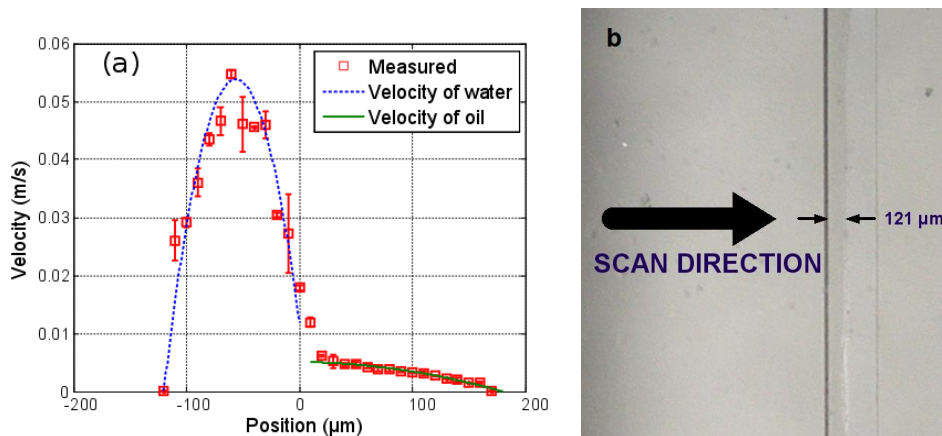 (a)
0.06
0.05
0.04
0.03
0.02
0.01
0
Velocity (m/s)
-200
-100
0
100
200
Position (µm)
Measured
Velocity of water
Velocity of oil
b
121 µm
SCAN DIRECTION